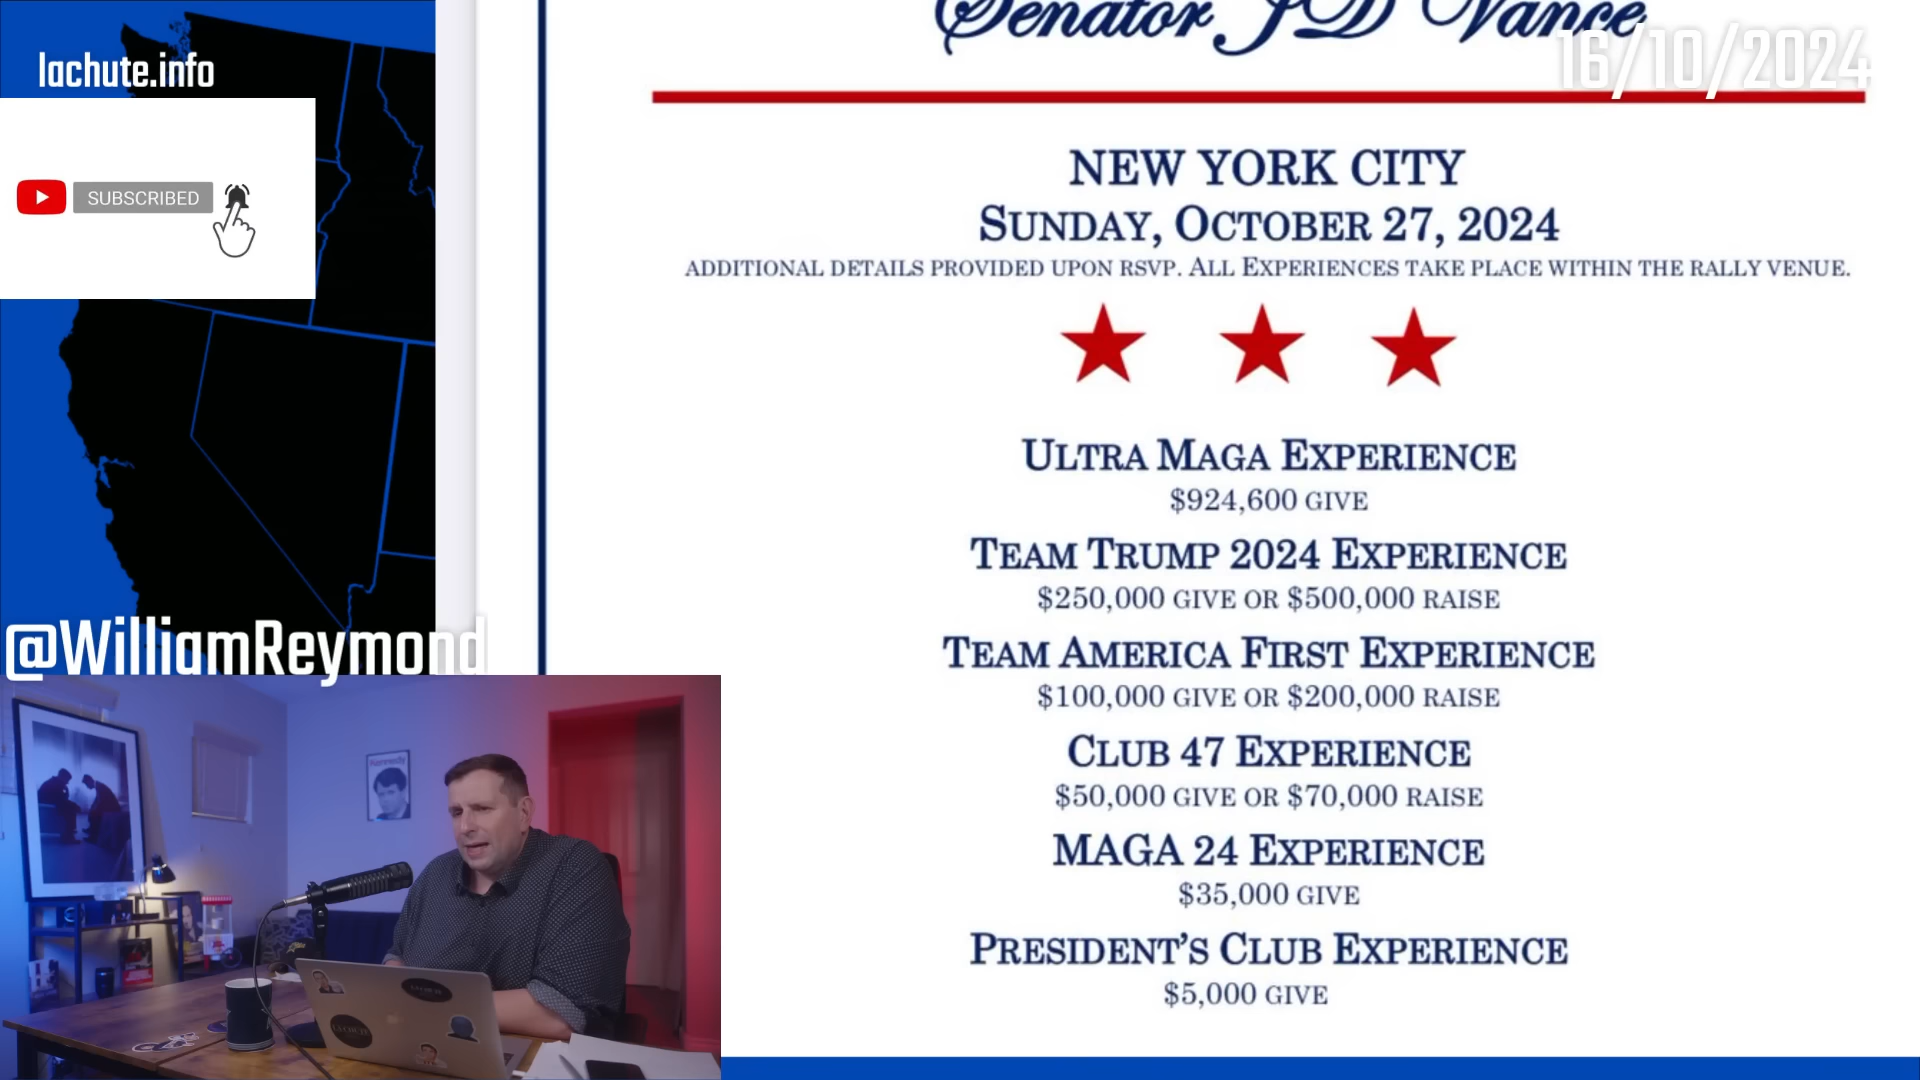 Senator JD Vance
16/10/2024
lachute.info
SUBSCRIBED
NEW YORK CITY
SUNDAY, OCTOBER 27, 2024
ADDITIONAL DETAILS PROVIDED UPON RSVP. ALL EXPERIENCES TAKE PLACE WITHIN THE RALLY VENUE.
ULTRA MAGA EXPERIENCE
$924,600 GIVE
TEAM TRUMP 2024 EXPERIENCE
$250,000 GIVE OR $500,000 RAISE
TEAM AMERICA FIRST EXPERIENCE
$100,000 GIVE OR $200,000 RAISE
CLUB 47 EXPERIENCE
$50,000 GIVE OR $70,000 RAISE
MAGA 24 EXPERIENCE
$35,000 GIVE
PRESIDENT'S CLUB EXPERIENCE
$5,000 GIVE
@WilliamReymond
Kennedy